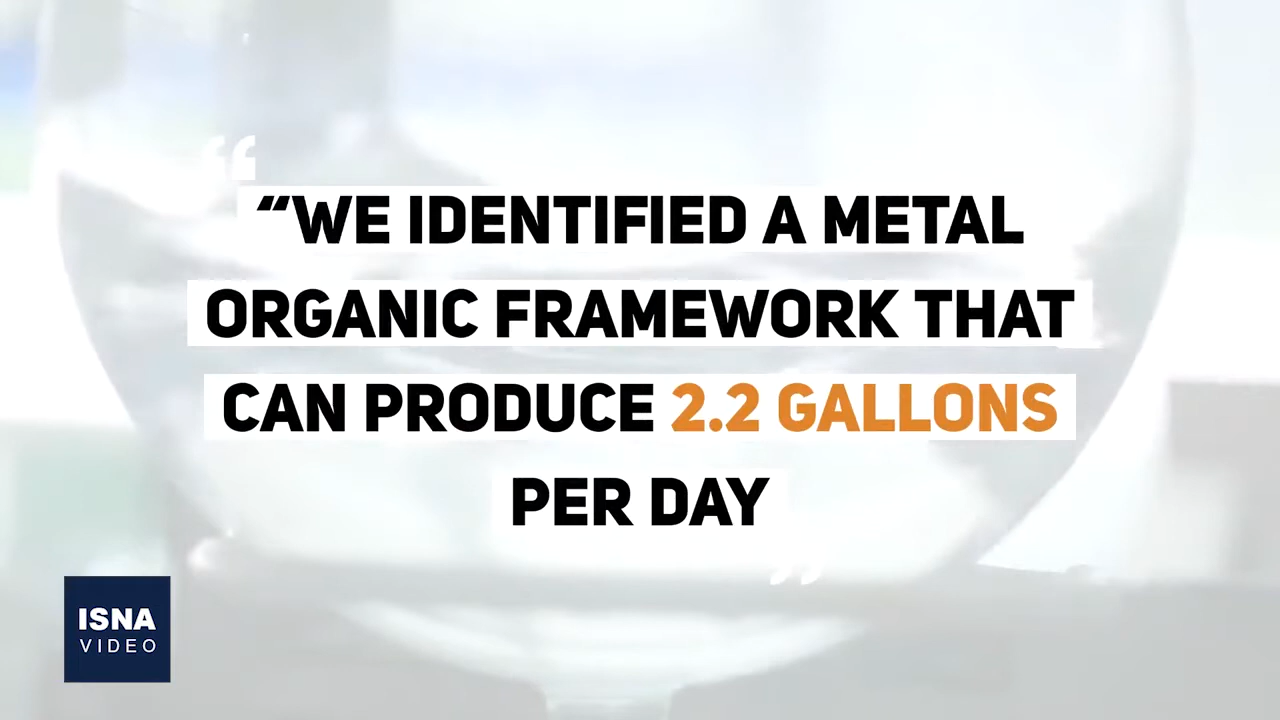 “WE IDENTIFIED A METAL
ORGANIC FRAMEWORK THAT
CAN PRODUCE 2.2 GALLONS
PER DAY
ISNA
VIDEO